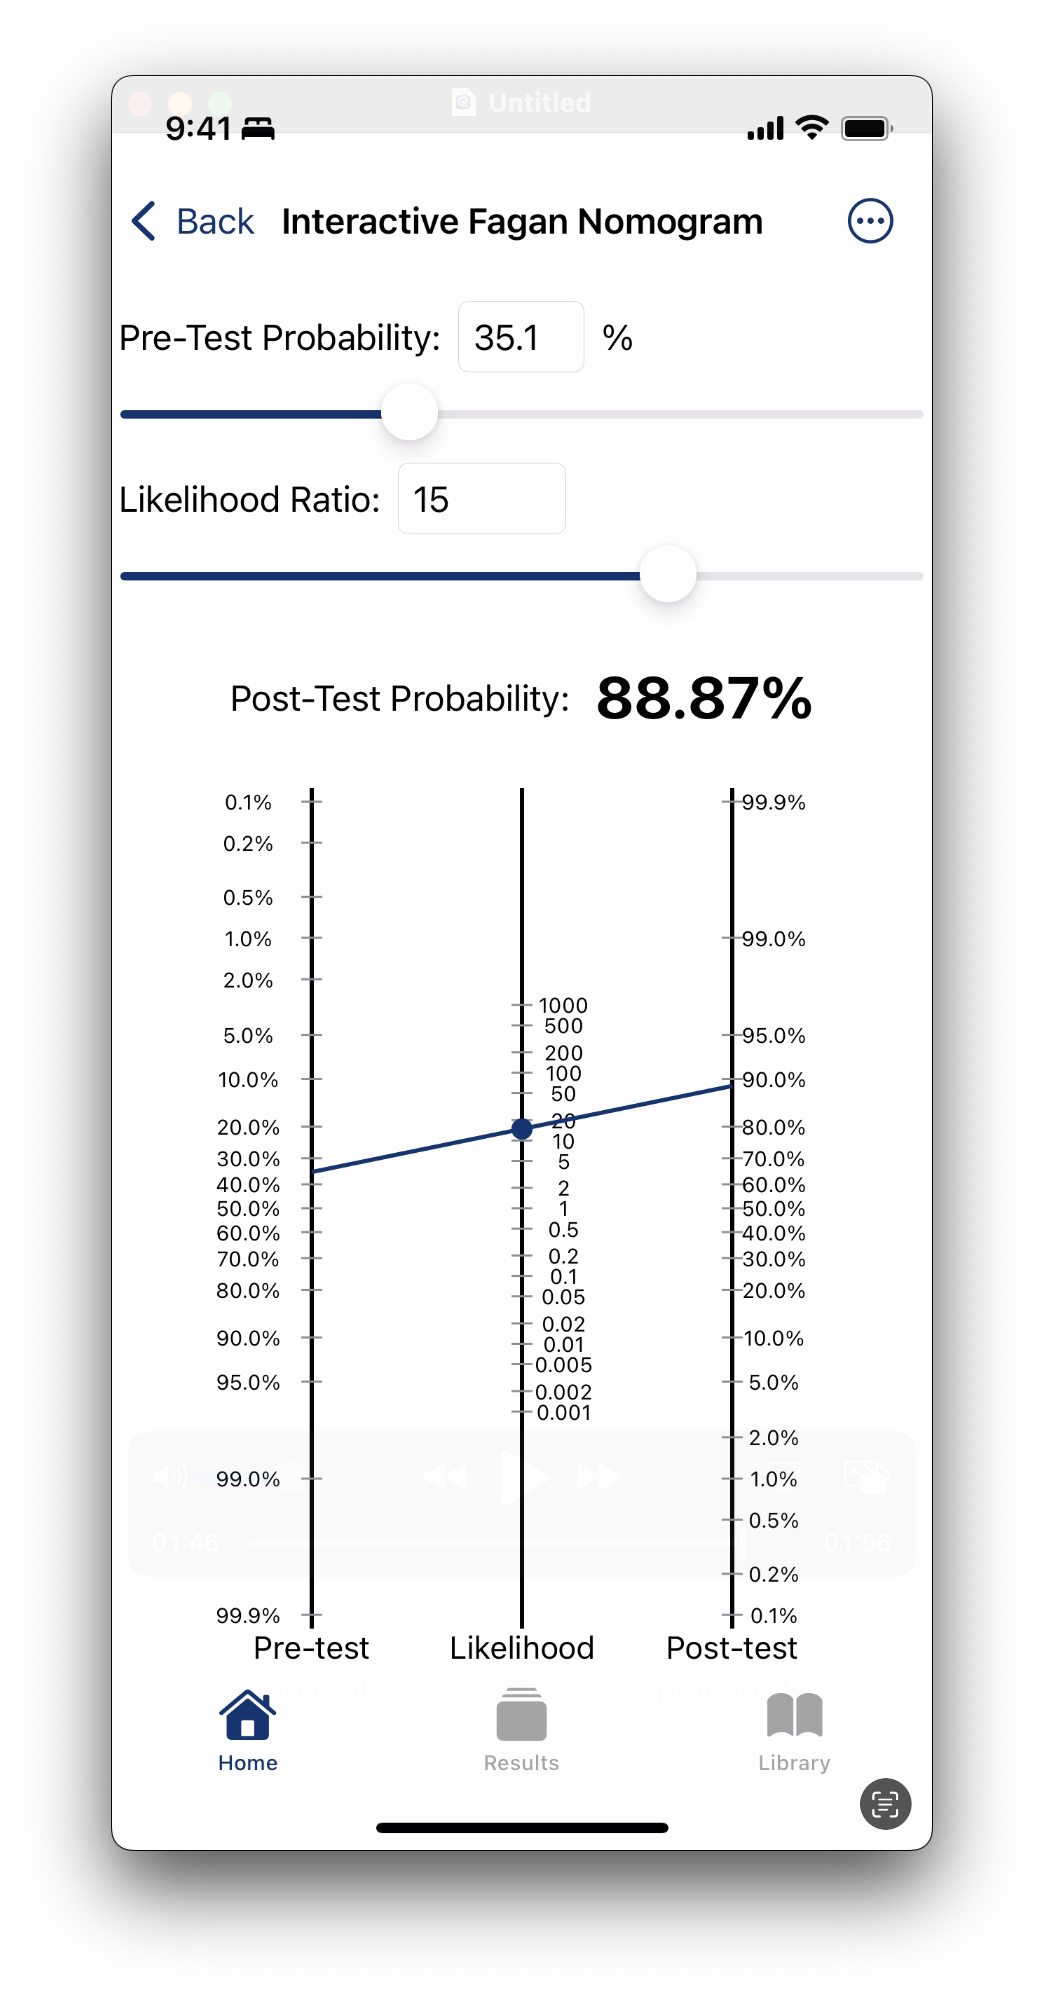 Untitled
9:41
Back Interactive Fagan Nomogram
Pre-Test Probability: 35.1 %
Likelihood Ratio: 15
Post-Test Probability: 88.87%
0.1% 99.9%
0.2%
0.5%
1.0% 99.0%
2.0%
1000
500
5.0% 95.0%
200
100
10.0% 90.0%
50
20
20.0% 80.0%
10
30.0% 5 70.0%
40.0% 2 60.0%
50.0% 1 50.0%
60.0% 0.5 40.0%
70.0% 0.2 30.0%
0.1
80.0% 0.05 20.0%
0.02
90.0% 0.01 10.0%
0.005
95.0% 0.002 5.0%
0.001
2.0%
99.0% 1.0%
0.5%
01:46 01:56
0.2%
99.9% 0.1%
Pre-test Likelihood Post-test
probability ratio probability
Home Results Library